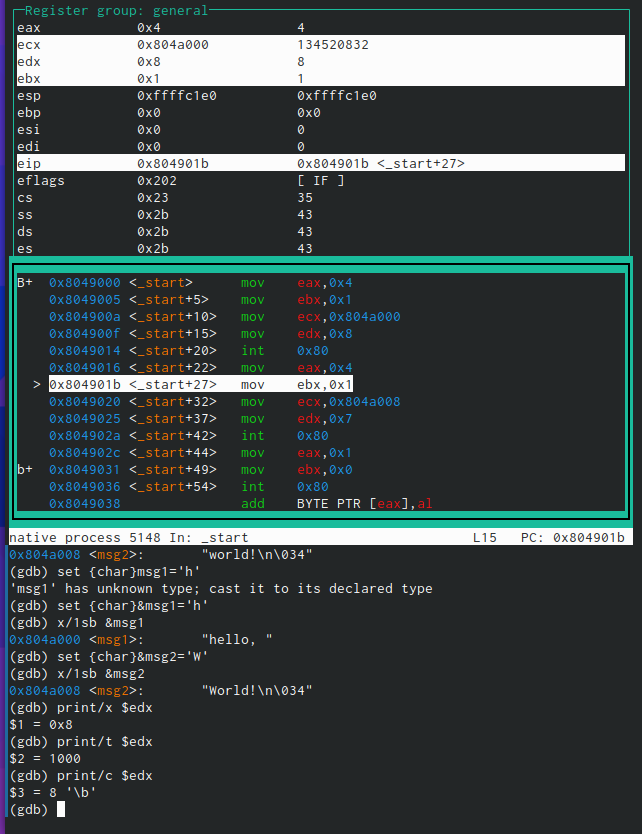 Register group: general
eax 0x4 4
ecx 0x804a000 134520832
edx 0x8 8
ebx 0x1 1
esp 0xffffc1e0 0xffffc1e0
ebp 0x0 0x0
esi 0x0 0
edi 0x0 0
eip 0x804901b 0x804901b <_start+27>
eflags 0x202 [ IF ]
cs 0x23 35
ss 0x2b 43
ds 0x2b 43
es 0x2b 43
B+ 0x8049000 <_start> mov eax,0x4
0x8049005 <_start+5> mov ebx,0x1
0x804900a <_start+10> mov ecx,0x804a000
0x804900f <_start+15> mov edx,0x8
0x8049014 <_start+20> int 0x80
0x8049016 <_start+22> mov eax,0x4
> 0x804901b <_start+27> mov ebx,0x1
0x8049020 <_start+32> mov ecx,0x804a008
0x8049025 <_start+37> mov edx,0x7
0x804902a <_start+42> int 0x80
0x804902c <_start+44> mov eax,0x1
b+ 0x8049031 <_start+49> mov ebx,0x0
0x8049036 <_start+54> int 0x80
0x8049038 add BYTE PTR [eax],al
native process 5148 In: _start L15 PC: 0x804901b
0x804a008 <msg2>: "world!\n\034"
(gdb) set {char}msg1='h'
'msg1' has unknown type; cast it to its declared type
(gdb) set {char}&msg1='h'
(gdb) x/1sb &msg1
0x804a000 <msg1>: "hello, "
(gdb) set {char}&msg2='W'
(gdb) x/1sb &msg2
0x804a008 <msg2>: "World!\n\034"
(gdb) print/x $edx
$1 = 0x8
(gdb) print/t $edx
$2 = 1000
(gdb) print/c $edx
$3 = 8 '\b'
(gdb)